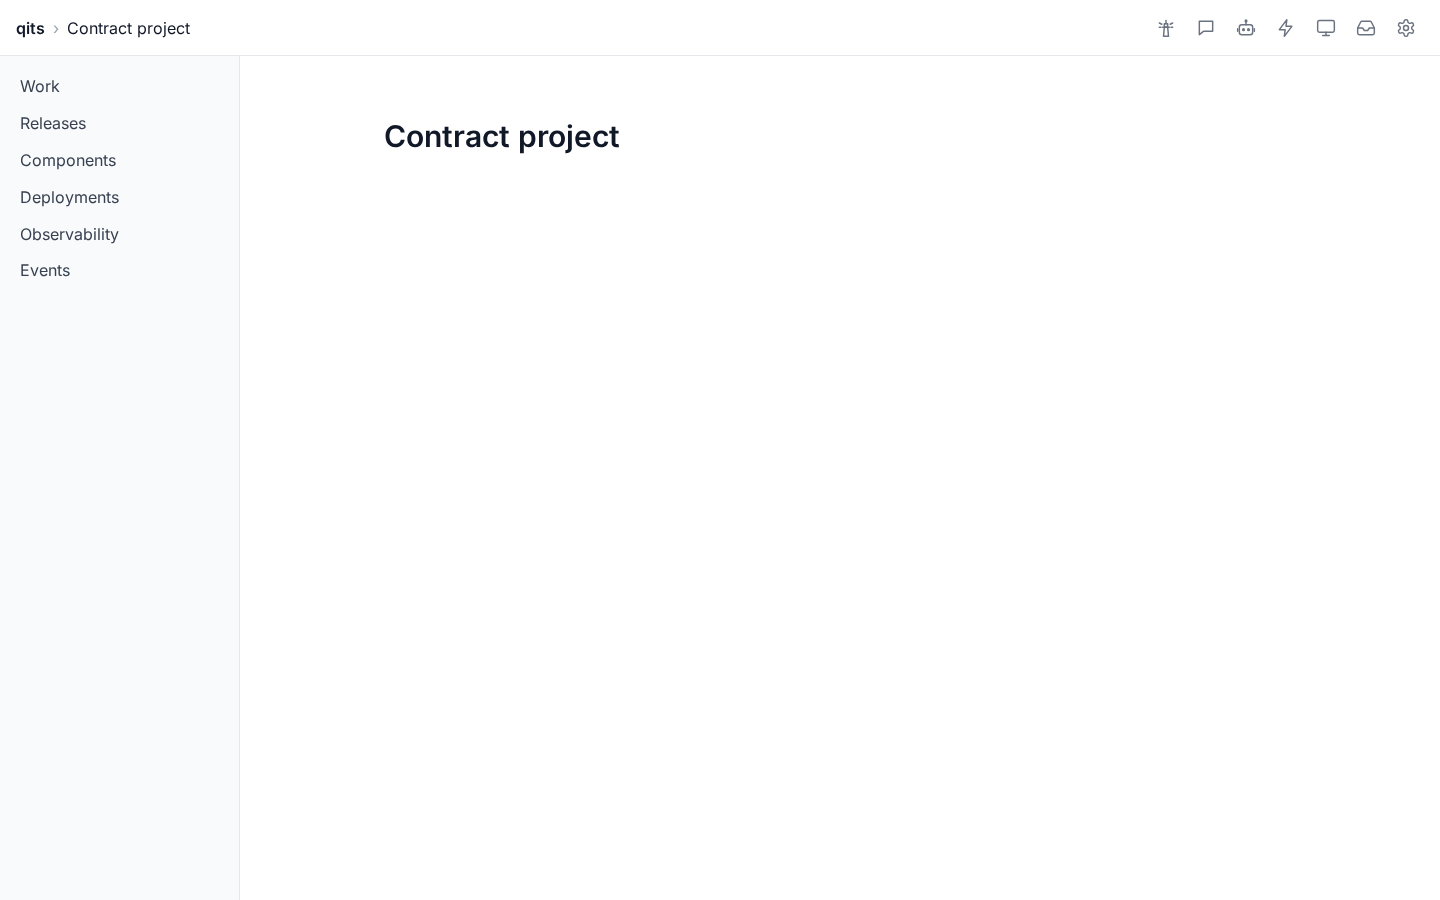 qits › Contract project
Work
Releases
Components
Deployments
Observability
Events
Contract project